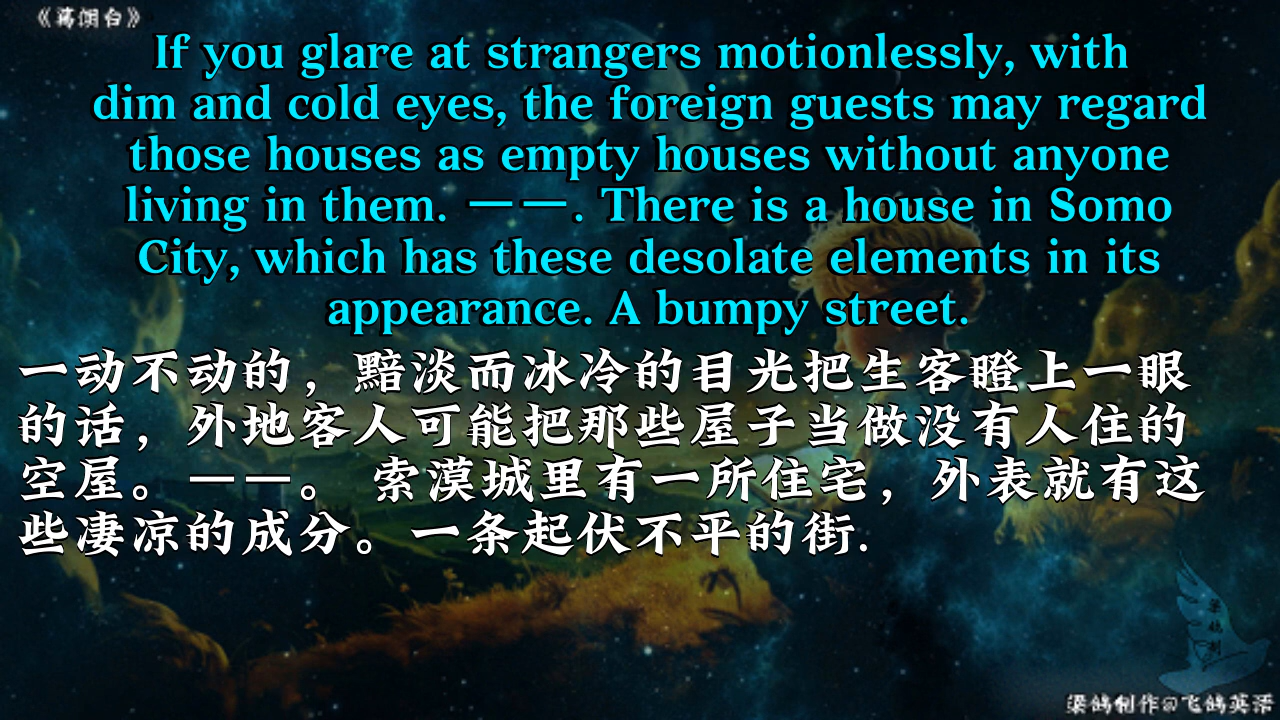 If you glare at strangers motionlessly, with
dim and cold eyes, the foreign guests may regard
those houses as empty houses without anyone
living in them. ——. There is a house in Somo
City, which has these desolate elements in its
appearance. A bumpy street.
一动不动的，黯淡而冰冷的目光把生客瞪上一眼
的话，外地客人可能把那些屋子当做没有人住的
空屋。——。 索漠城里有一所住宅，外表就有这
些凄凉的成分。一条起伏不平的街.
梁鸽制作@飞鸽英语